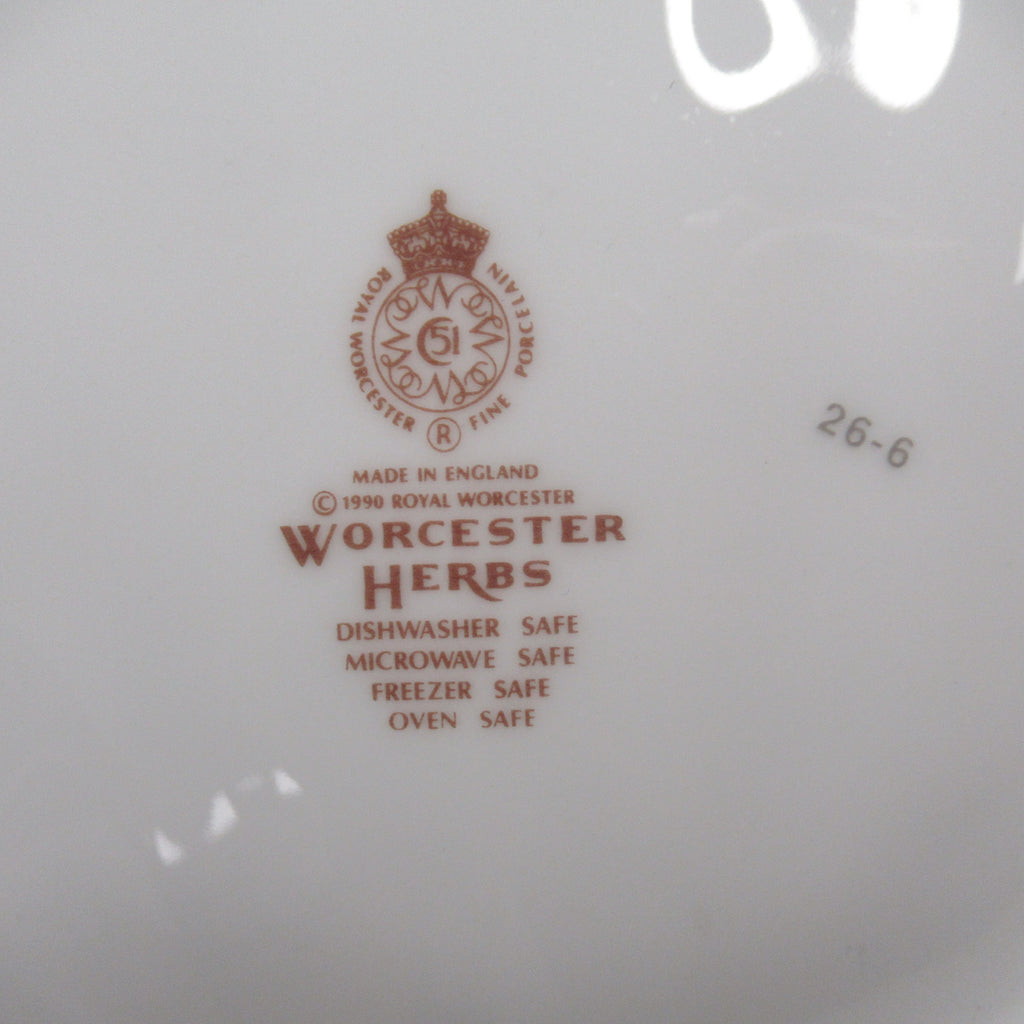 ROYAL WORCESTER FINE PORCELAIN
51
R
MADE IN ENGLAND
© 1990 ROYAL WORCESTER
WORCESTER
HERBS
DISHWASHER SAFE
MICROWAVE SAFE
FREEZER SAFE
OVEN SAFE
26-6